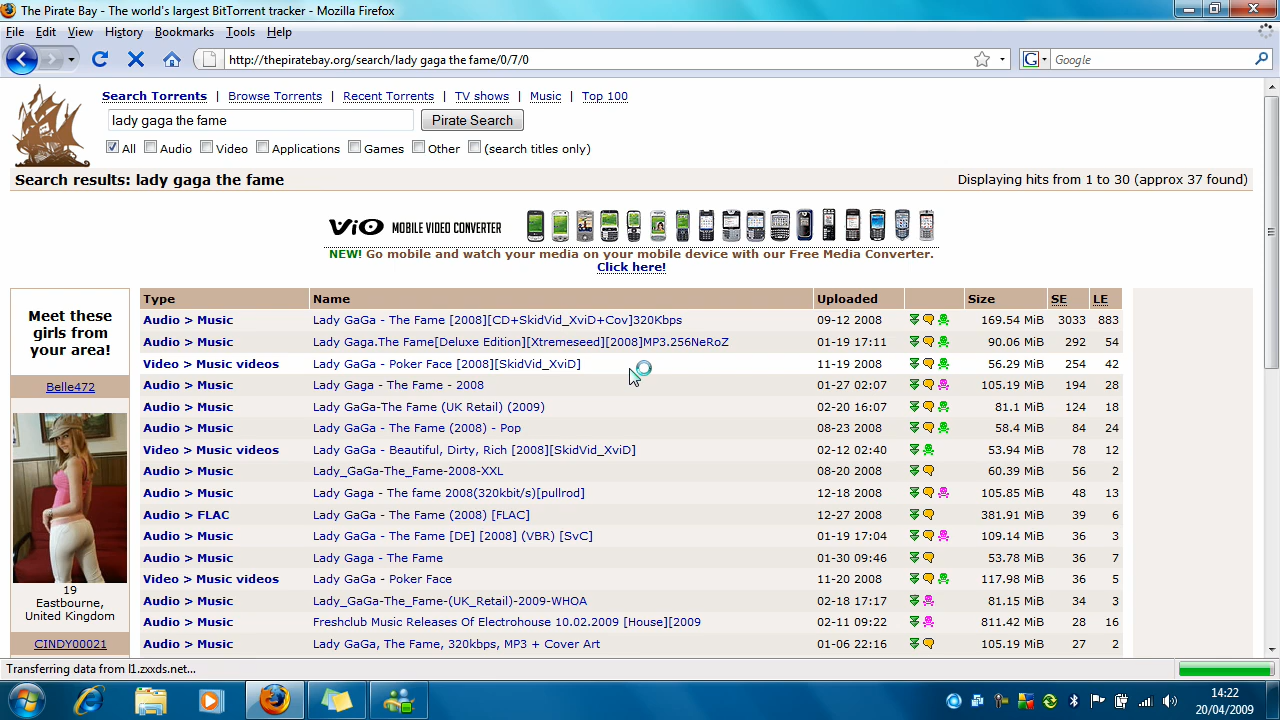 The Pirate Bay - The world's largest BitTorrent tracker - Mozilla Firefox
File Edit View History Bookmarks Tools Help
http://thepiratebay.org/search/lady gaga the fame/0/7/0
G Google
Search Torrents | Browse Torrents | Recent Torrents | TV shows | Music | Top 100
lady gaga the fame Pirate Search
All Audio Video Applications Games Other (search titles only)
Search results: lady gaga the fame Displaying hits from 1 to 30 (approx 37 found)
ViO MOBILE VIDEO CONVERTER
NEW! Go mobile and watch your media on your mobile device with our Free Media Converter.
Click here!
Meet these
girls from
your area!
Belle472
19
Eastbourne,
United Kingdom
CINDY00021
Type Name Uploaded Size SE LE
Audio > Music Lady GaGa - The Fame [2008][CD+SkidVid_XviD+Cov]320Kbps 09-12 2008 169.54 MiB 3033 883
Audio > Music Lady Gaga.The Fame[Deluxe Edition][Xtremeseed][2008]MP3.256NeRoZ 01-19 17:11 90.06 MiB 292 54
Video > Music videos Lady GaGa - Poker Face [2008][SkidVid_XviD] 11-19 2008 56.29 MiB 254 42
Audio > Music Lady Gaga - The Fame - 2008 01-27 02:07 105.19 MiB 194 28
Audio > Music Lady GaGa-The Fame (UK Retail) (2009) 02-20 16:07 81.1 MiB 124 18
Audio > Music Lady GaGa - The Fame (2008) - Pop 08-23 2008 58.4 MiB 84 24
Video > Music videos Lady GaGa - Beautiful, Dirty, Rich [2008][SkidVid_XviD] 02-12 02:40 53.94 MiB 78 12
Audio > Music Lady_GaGa-The_Fame-2008-XXL 08-20 2008 60.39 MiB 56 2
Audio > Music Lady Gaga - The fame 2008(320kbit/s)[pullrod] 12-18 2008 105.85 MiB 48 13
Audio > FLAC Lady GaGa - The Fame (2008) [FLAC] 12-27 2008 381.91 MiB 39 6
Audio > Music Lady GaGa - The Fame [DE] [2008] (VBR) [SvC] 01-19 17:04 109.14 MiB 36 3
Audio > Music Lady Gaga - The Fame 01-30 09:46 53.78 MiB 36 7
Video > Music videos Lady GaGa - Poker Face 11-20 2008 117.98 MiB 36 5
Audio > Music Lady_GaGa-The_Fame-(UK_Retail)-2009-WHOA 02-18 17:17 81.15 MiB 34 3
Audio > Music Freshclub Music Releases Of Electrohouse 10.02.2009 [House][2009 02-11 09:22 811.42 MiB 28 16
Audio > Music Lady GaGa, The Fame, 320kbps, MP3 + Cover Art 01-06 22:16 105.19 MiB 27 2
Transferring data from l1.zxxds.net...
14:22
20/04/2009